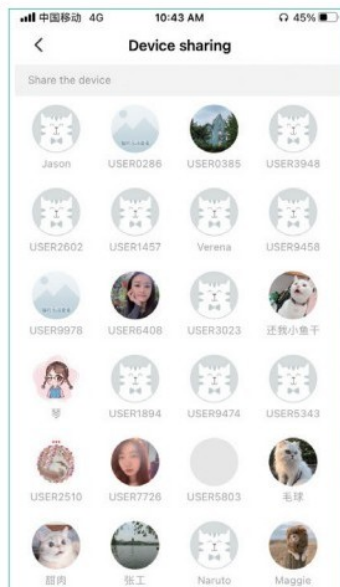 中国移动 4G 10:43 AM 45%
Device sharing
Share the device
Jason USER0286 USER0385 USER3948
USER2602 USER1457 Verena USER9458
USER9978 USER6408 USER3023 还我小鱼干
琴 USER1894 USER9474 USER5343
USER2510 USER7726 USER5803 毛球
甜肉 张工 Naruto Maggie